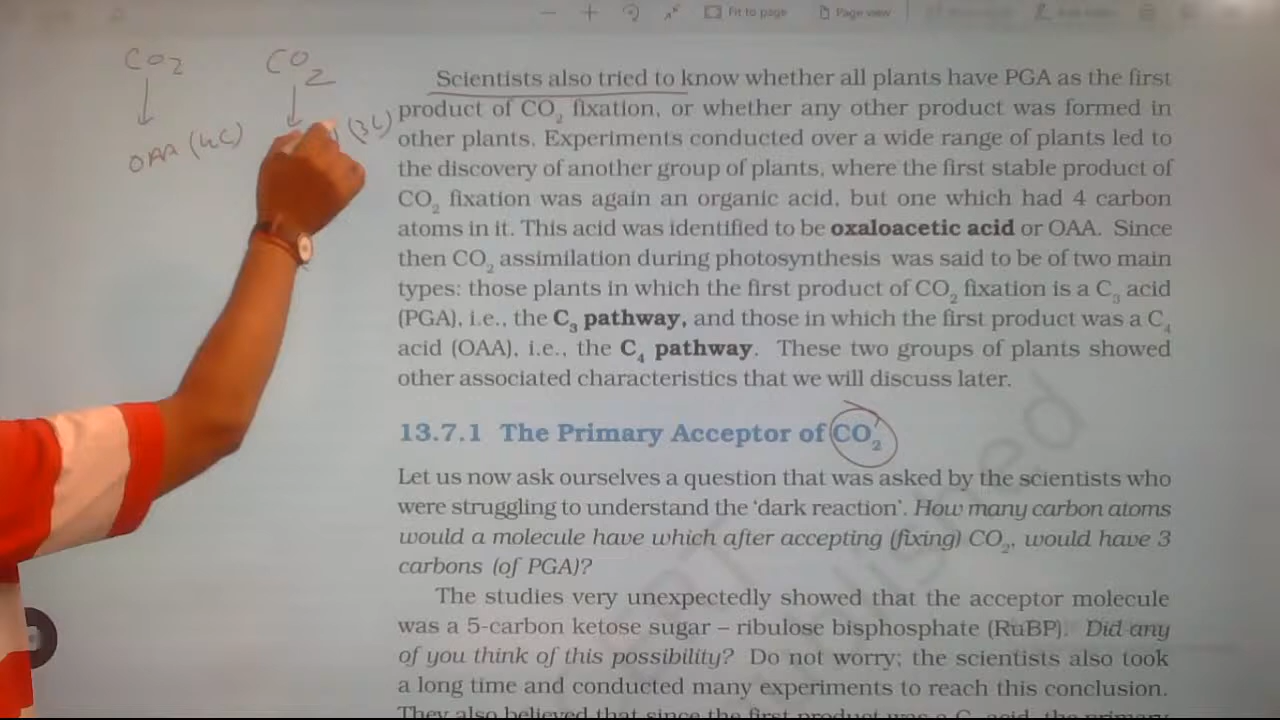 Fit to page Page view
CO2 CO2
OAA (4C) (3C)
Scientists also tried to know whether all plants have PGA as the first
product of CO2 fixation, or whether any other product was formed in
other plants. Experiments conducted over a wide range of plants led to
the discovery of another group of plants, where the first stable product of
CO2 fixation was again an organic acid, but one which had 4 carbon
atoms in it. This acid was identified to be oxaloacetic acid or OAA. Since
then CO2 assimilation during photosynthesis was said to be of two main
types: those plants in which the first product of CO2 fixation is a C3 acid
(PGA), i.e., the C3 pathway, and those in which the first product was a C4
acid (OAA), i.e., the C4 pathway. These two groups of plants showed
other associated characteristics that we will discuss later.
13.7.1 The Primary Acceptor of CO2
Let us now ask ourselves a question that was asked by the scientists who
were struggling to understand the ‘dark reaction’. How many carbon atoms
would a molecule have which after accepting (fixing) CO2, would have 3
carbons (of PGA)?
The studies very unexpectedly showed that the acceptor molecule
was a 5-carbon ketose sugar – ribulose bisphosphate (RuBP). Did any
of you think of this possibility? Do not worry; the scientists also took
a long time and conducted many experiments to reach this conclusion.
They also believed that since the first product was a C acid, the primary